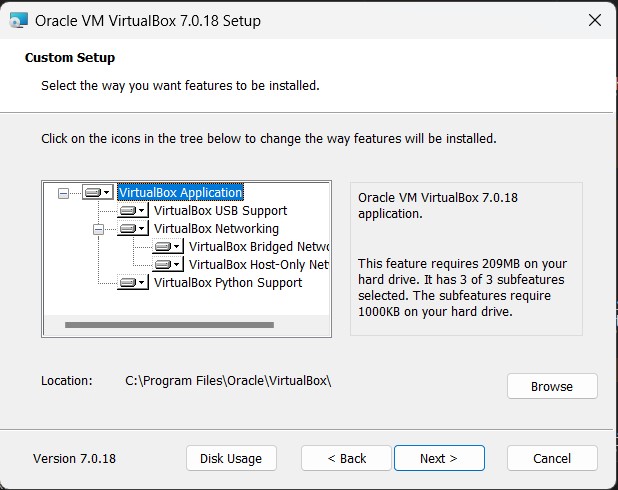 Oracle VM VirtualBox 7.0.18 Setup
Custom Setup
Select the way you want features to be installed.
Click on the icons in the tree below to change the way features will be installed.
VirtualBox Application
VirtualBox USB Support
VirtualBox Networking
VirtualBox Bridged Netwo
VirtualBox Host-Only Net
VirtualBox Python Support
Oracle VM VirtualBox 7.0.18
application.
This feature requires 209MB on your
hard drive. It has 3 of 3 subfeatures
selected. The subfeatures require
1000KB on your hard drive.
Location: C:\Program Files\Oracle\VirtualBox\
Browse
Version 7.0.18
Disk Usage
< Back
Next >
Cancel